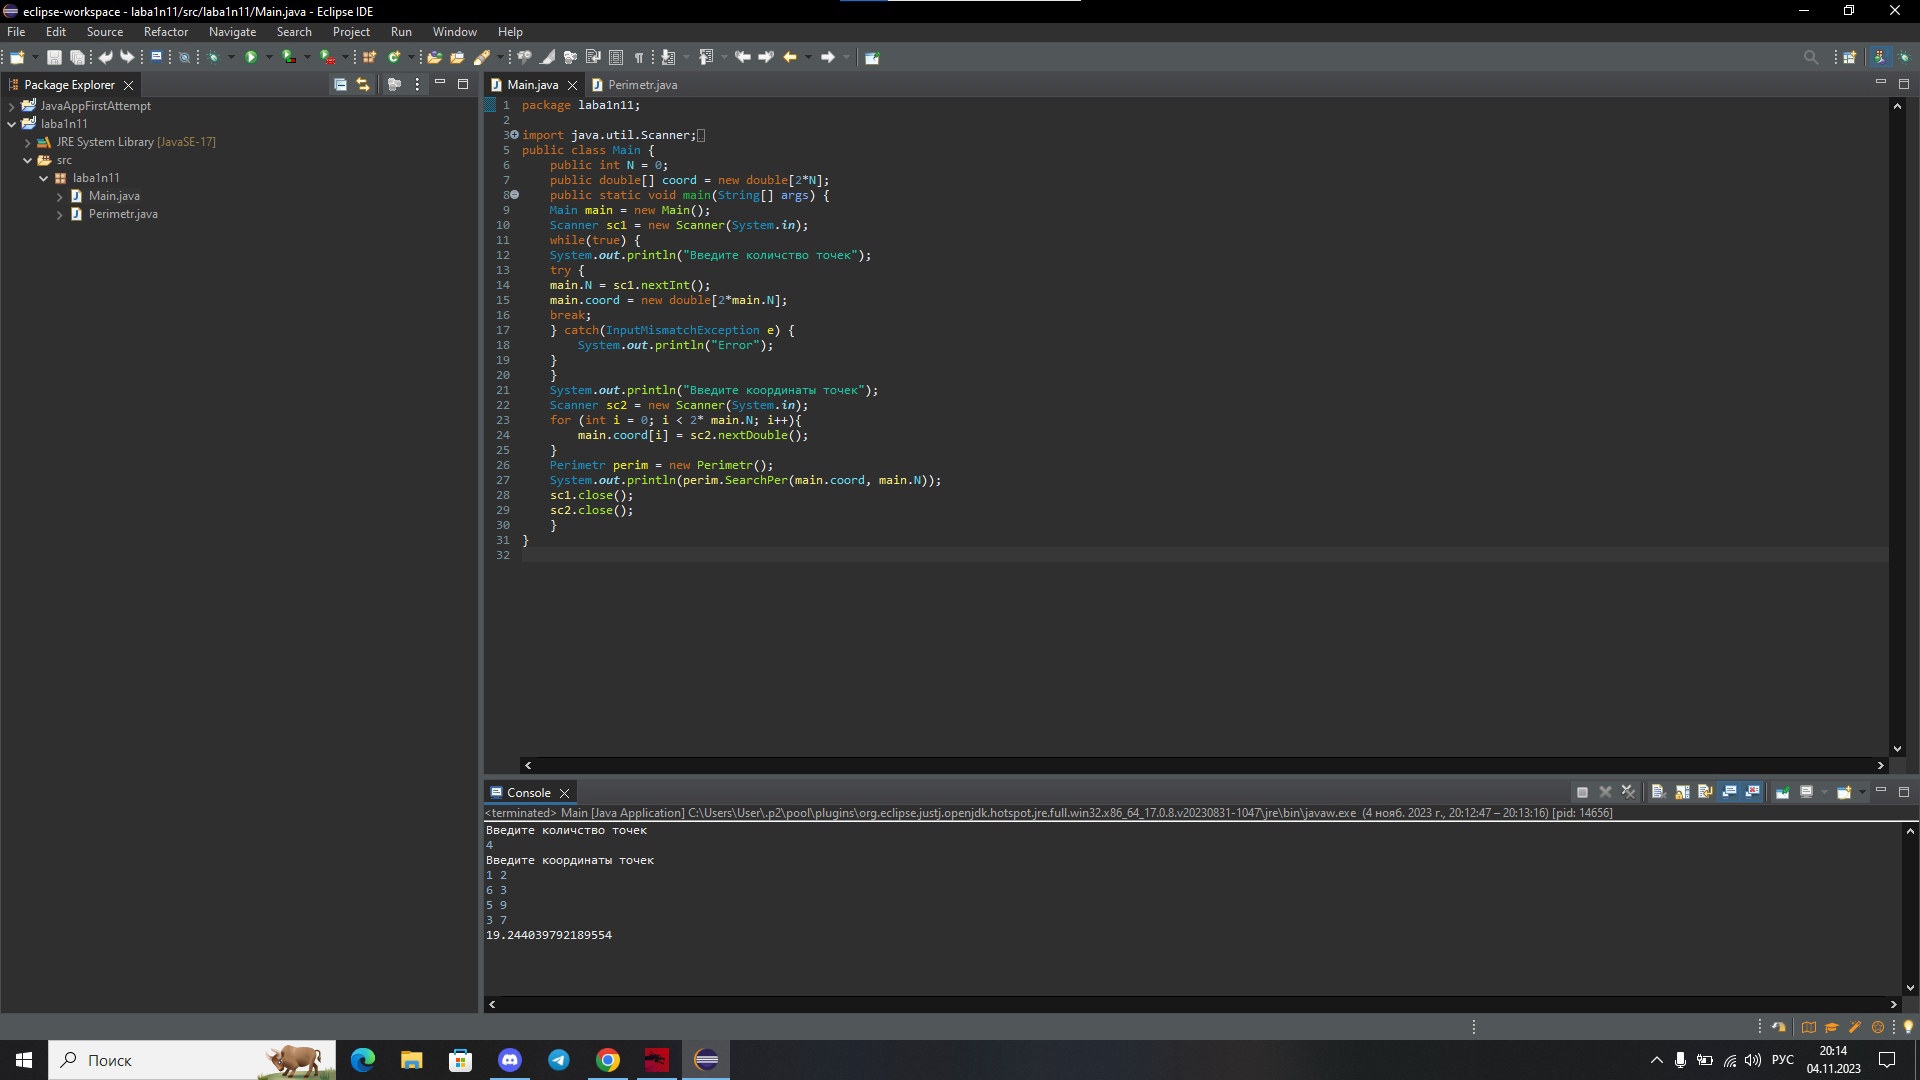 eclipse-workspace - laba1n11/src/laba1n11/Main.java - Eclipse IDE
File Edit Source Refactor Navigate Search Project Run Window Help
Package Explorer
JavaAppFirstAttempt
laba1n11
JRE System Library [JavaSE-17]
src
laba1n11
Main.java
Perimetr.java
Main.java Perimetr.java
1 package laba1n11;
2
3 import java.util.Scanner;
5 public class Main {
6 public int N = 0;
7 public double[] coord = new double[2*N];
8 public static void main(String[] args) {
9 Main main = new Main();
10 Scanner sc1 = new Scanner(System.in);
11 while(true) {
12 System.out.println("Введите количство точек");
13 try {
14 main.N = sc1.nextInt();
15 main.coord = new double[2*main.N];
16 break;
17 } catch(InputMismatchException e) {
18 System.out.println("Error");
19 }
20 }
21 System.out.println("Введите координаты точек");
22 Scanner sc2 = new Scanner(System.in);
23 for (int i = 0; i < 2* main.N; i++){
24 main.coord[i] = sc2.nextDouble();
25 }
26 Perimetr perim = new Perimetr();
27 System.out.println(perim.SearchPer(main.coord, main.N));
28 sc1.close();
29 sc2.close();
30 }
31 }
32
Console
<terminated> Main [Java Application] C:\Users\User\.p2\pool\plugins\org.eclipse.justj.openjdk.hotspot.jre.full.win32.x86_64_17.0.8.v20230831-1047\jre\bin\javaw.exe (4 нояб. 2023 г., 20:12:47 – 20:13:16) [pid: 14656]
Введите количство точек
4
Введите координаты точек
1 2
6 3
5 9
3 7
19.244039792189554
Поиск
РУС
20:14
04.11.2023